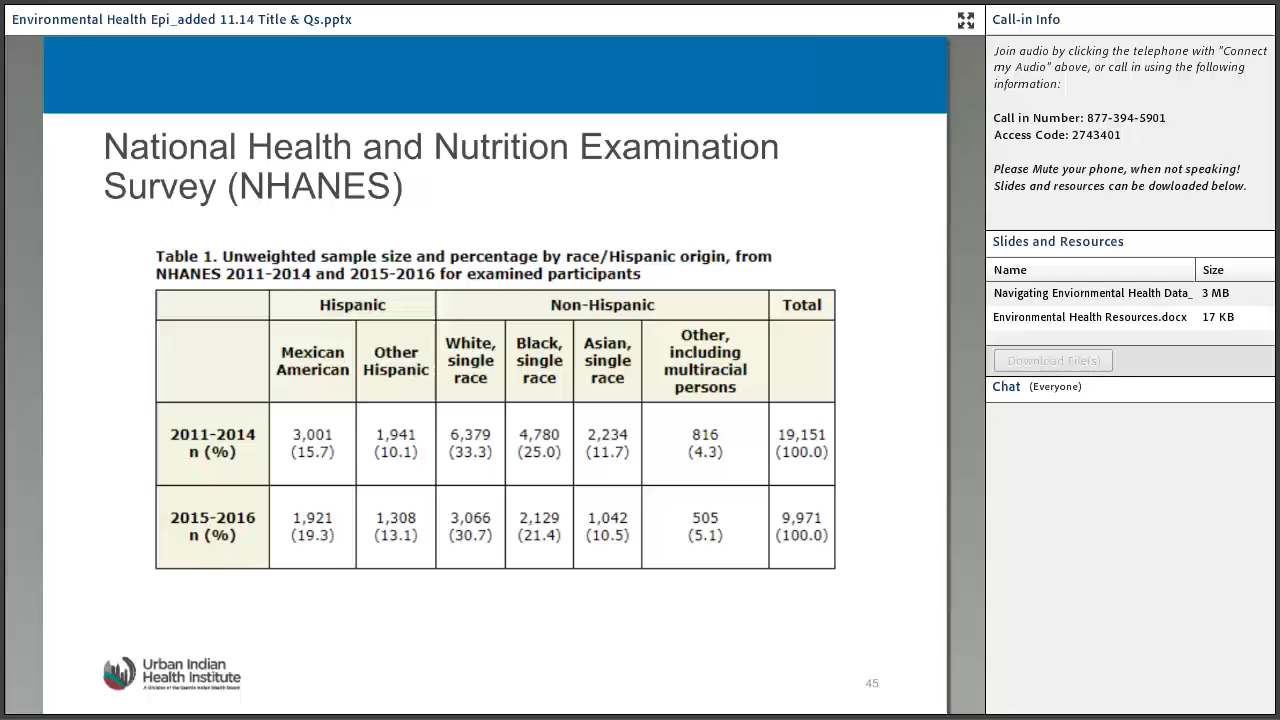 Environmental Health Epi_added 11.14 Title & Qs.pptx
National Health and Nutrition Examination
Survey (NHANES)
Table 1. Unweighted sample size and percentage by race/Hispanic origin, from
NHANES 2011-2014 and 2015-2016 for examined participants
Hispanic Non-Hispanic Total
Mexican American Other Hispanic White, single race Black, single race Asian, single race Other, including multiracial persons
2011-2014 n (%) 3,001 (15.7) 1,941 (10.1) 6,379 (33.3) 4,780 (25.0) 2,234 (11.7) 816 (4.3) 19,151 (100.0)
2015-2016 n (%) 1,921 (19.3) 1,308 (13.1) 3,066 (30.7) 2,129 (21.4) 1,042 (10.5) 505 (5.1) 9,971 (100.0)
Urban Indian
Health Institute
A Division of the Seattle Indian Health Board
45
Call-in Info
Join audio by clicking the telephone with "Connect
my Audio" above, or call in using the following
information:
Call in Number: 877-394-5901
Access Code: 2743401
Please Mute your phone, when not speaking!
Slides and resources can be dowloaded below.
Slides and Resources
Name Size
Navigating Enviornmental Health Data_ 3 MB
Environmental Health Resources.docx 17 KB
Download File(s)
Chat (Everyone)